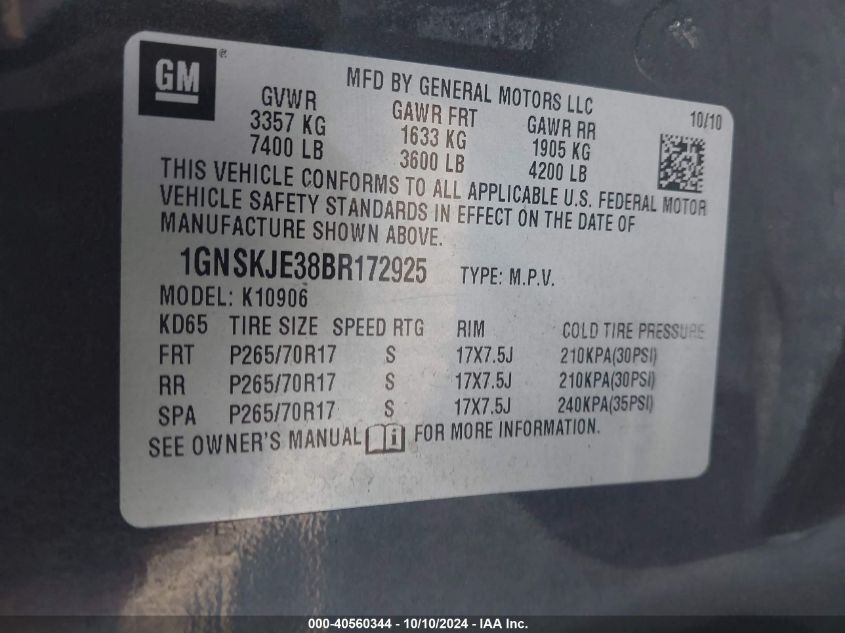 GM®
MFD BY GENERAL MOTORS LLC
10/10
GVWR GAWR FRT GAWR RR
3357 KG 1633 KG 1905 KG
7400 LB 3600 LB 4200 LB
THIS VEHICLE CONFORMS TO ALL APPLICABLE U.S. FEDERAL MOTOR
VEHICLE SAFETY STANDARDS IN EFFECT ON THE DATE OF
MANUFACTURE SHOWN ABOVE.
1GNSKJE38BR172925 TYPE: M.P.V.
MODEL: K10906
KD65 TIRE SIZE SPEED RTG RIM COLD TIRE PRESSURE
FRT P265/70R17 S 17X7.5J 210KPA(30PSI)
RR P265/70R17 S 17X7.5J 210KPA(30PSI)
SPA P265/70R17 S 17X7.5J 240KPA(35PSI)
SEE OWNER'S MANUAL FOR MORE INFORMATION.
000-40560344 - 10/10/2024 - IAA Inc.